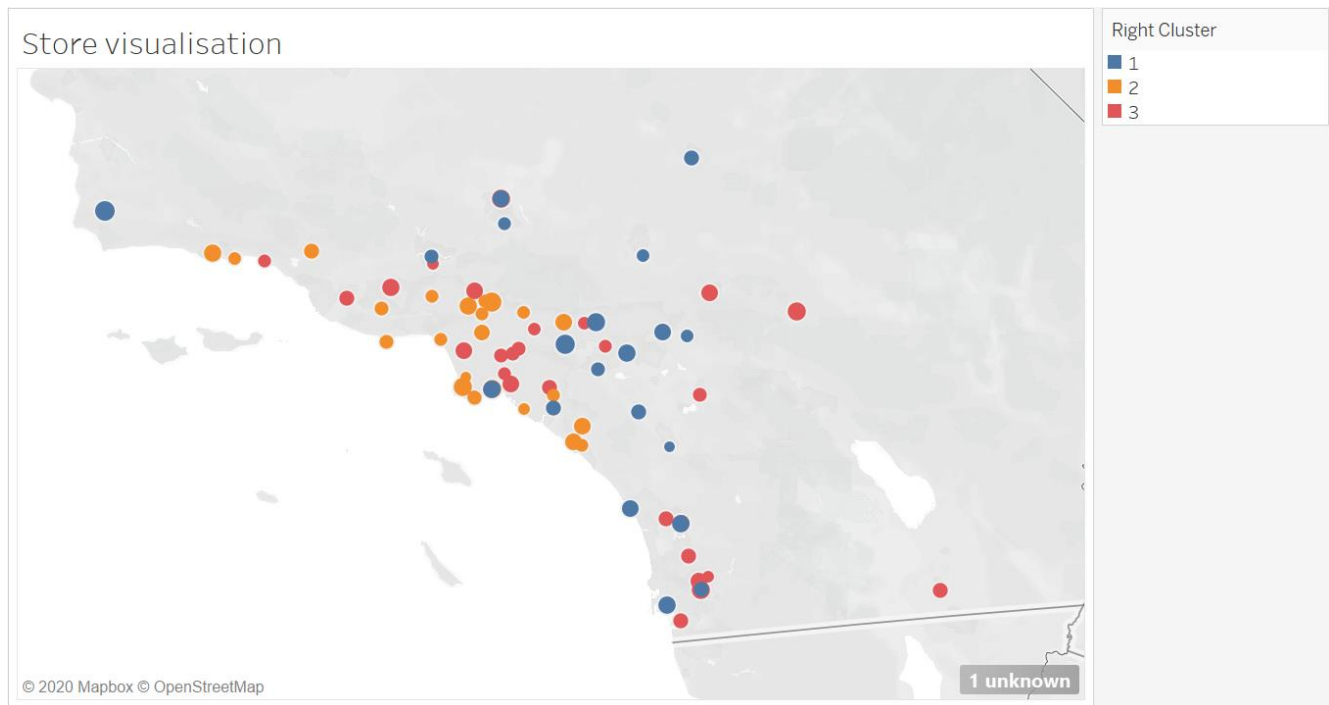 Store visualisation
Right Cluster
1
2
3
© 2020 Mapbox © OpenStreetMap
1 unknown